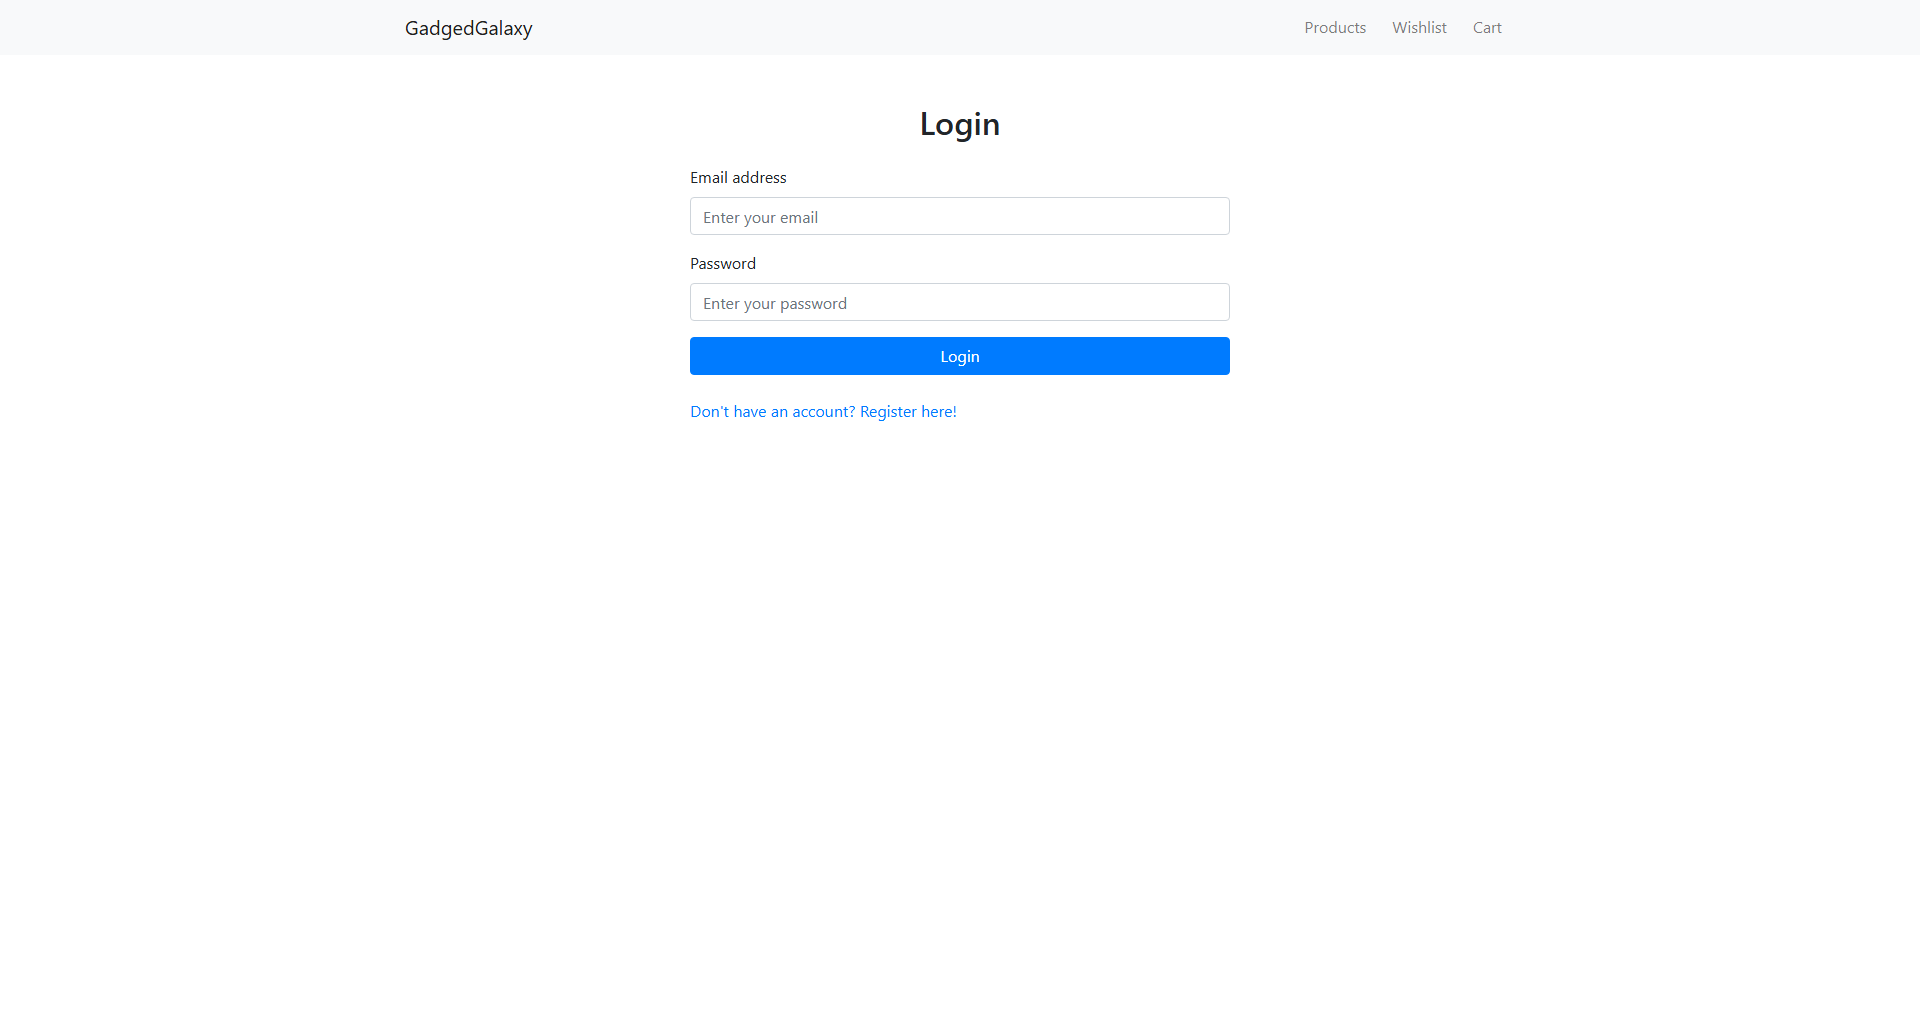 GadgedGalaxy Products Wishlist Cart
Login
Email address
Enter your email
Password
Enter your password
Login
Don't have an account? Register here!